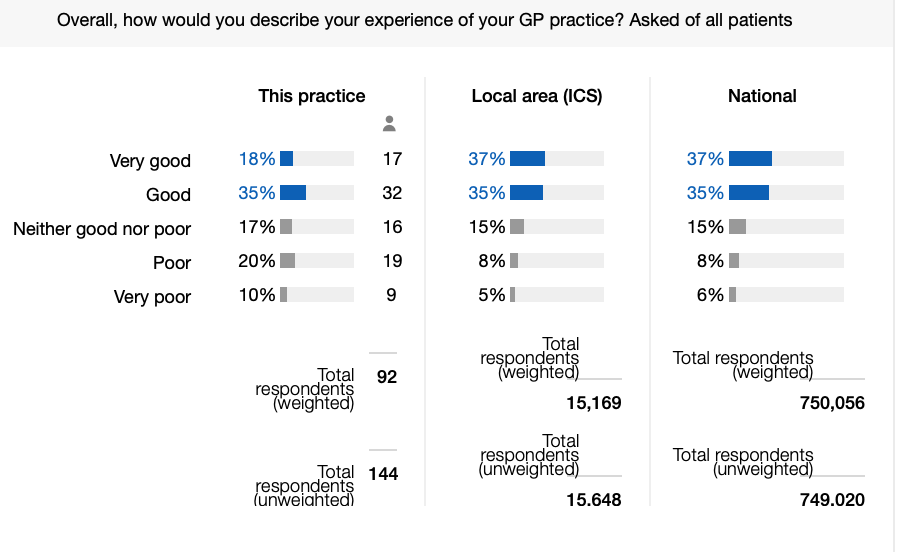 Overall, how would you describe your experience of your GP practice? Asked of all patients
This practice Local area (ICS) National
Very good 18% 17 37% 37%
Good 35% 32 35% 35%
Neither good nor poor 17% 16 15% 15%
Poor 20% 19 8% 8%
Very poor 10% 9 5% 6%
Total
respondents
(weighted)
92
Total
respondents
(weighted)
15,169
Total respondents
(weighted)
750,056
Total
respondents
(unweighted)
144
Total
respondents
(unweighted)
15,648
Total respondents
(unweighted)
749,020